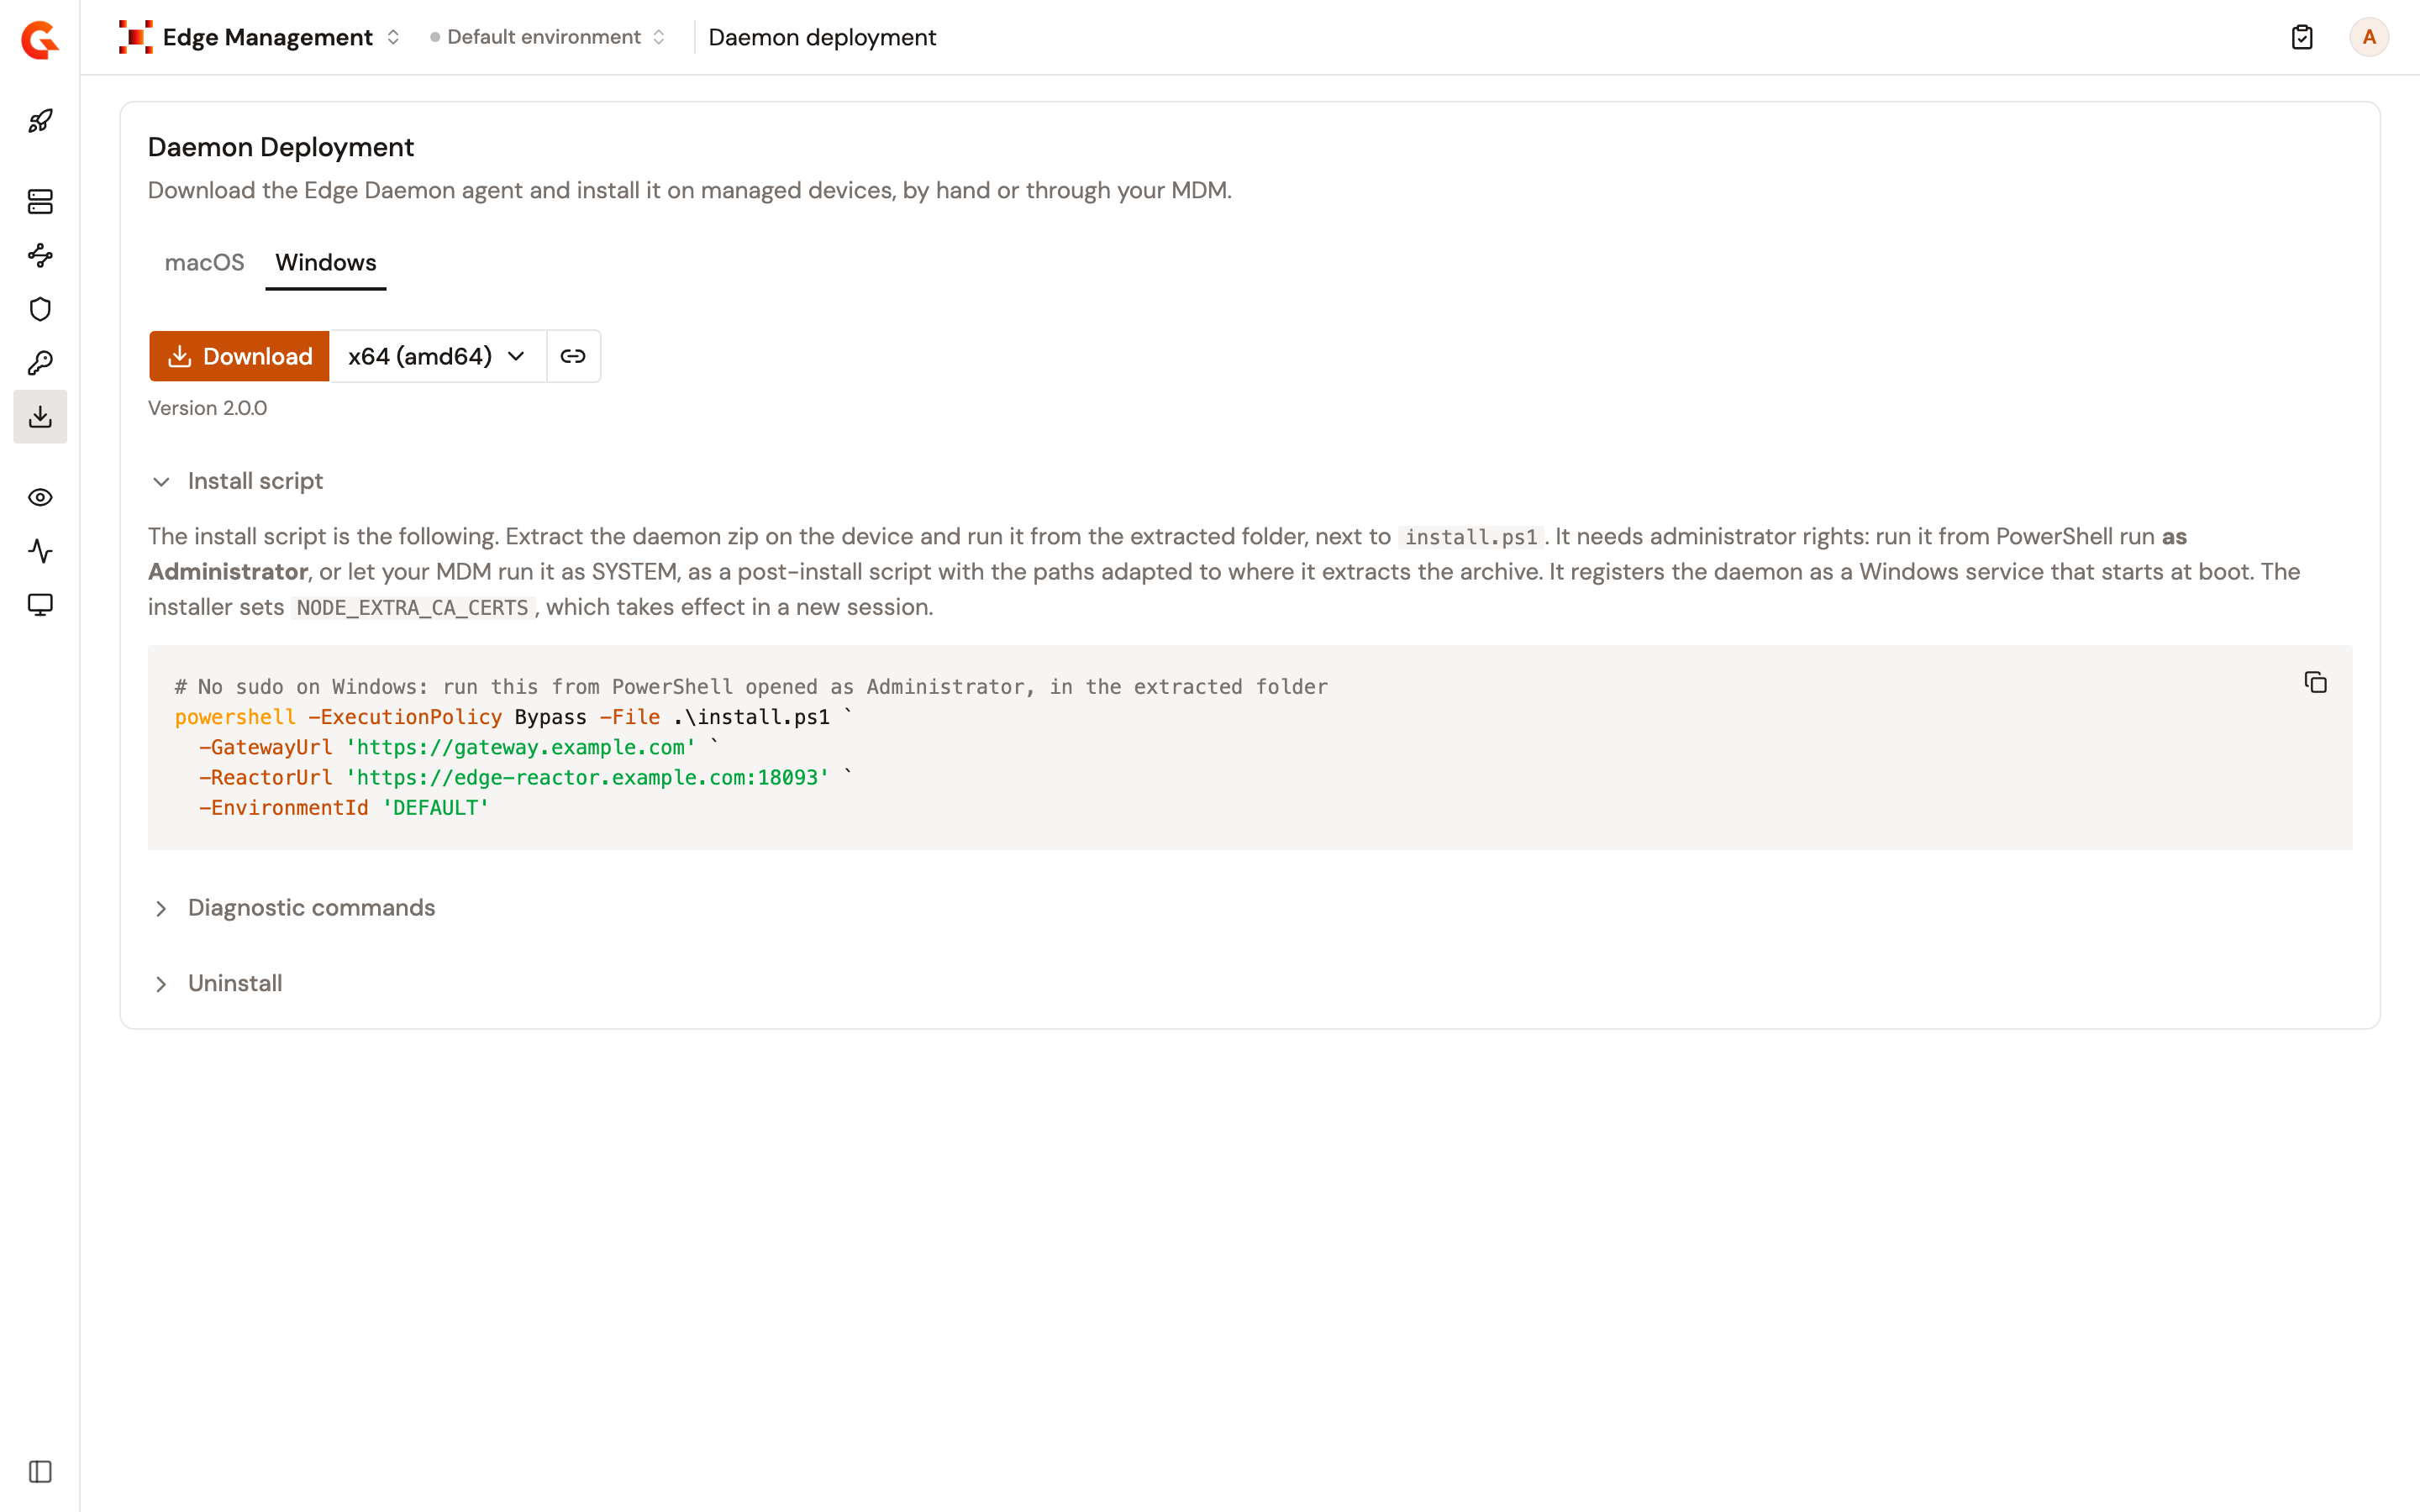 Edge Management
Default environment
Daemon deployment
A
Daemon Deployment
Download the Edge Daemon agent and install it on managed devices, by hand or through your MDM.
macOS
Windows
Download
x64 (amd64)
Version 2.0.0
Install script
The install script is the following. Extract the daemon zip on the device and run it from the extracted folder, next to install.ps1. It needs administrator rights: run it from PowerShell run as
Administrator, or let your MDM run it as SYSTEM, as a post-install script with the paths adapted to where it extracts the archive. It registers the daemon as a Windows service that starts at boot. The
installer sets NODE_EXTRA_CA_CERTS, which takes effect in a new session.
# No sudo on Windows: run this from PowerShell opened as Administrator, in the extracted folder
powershell -ExecutionPolicy Bypass -File .\install.ps1 `
-GatewayUrl 'https://gateway.example.com' `
-ReactorUrl 'https://edge-reactor.example.com:18093' `
-EnvironmentId 'DEFAULT'
Diagnostic commands
Uninstall